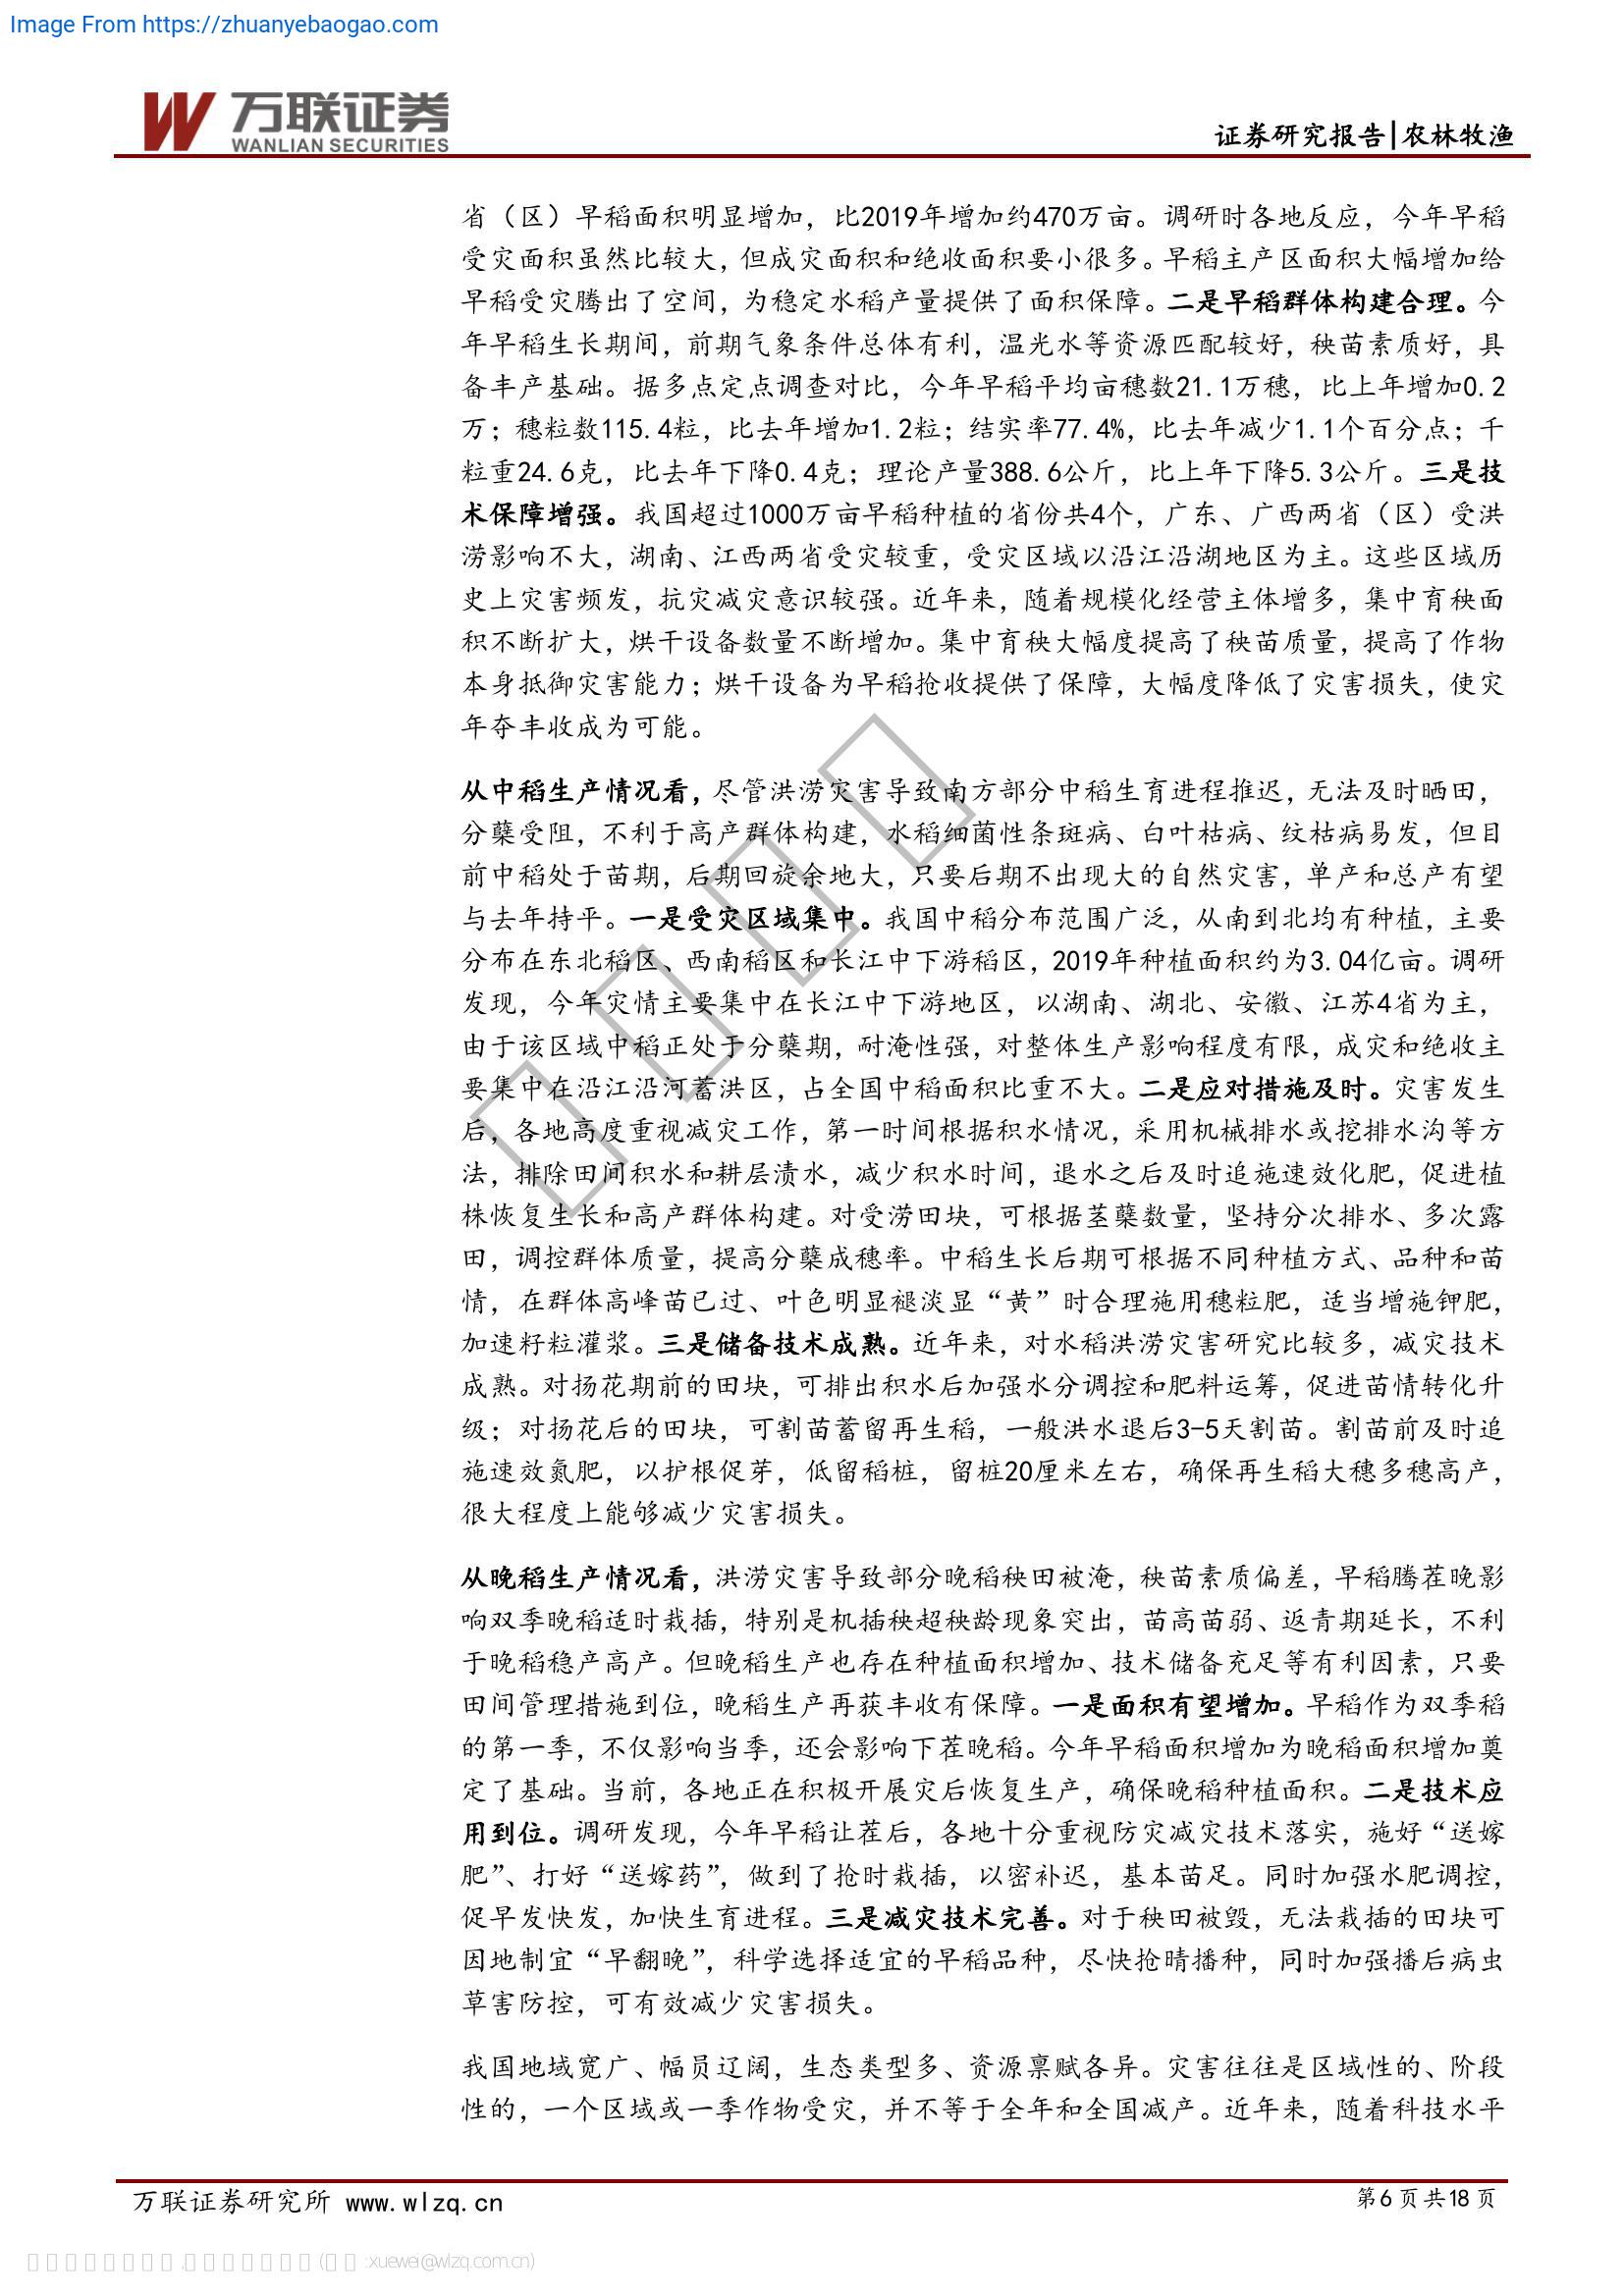 Image From https://zhuanyebaogao.com
万联证券
WANLIAN SECURITIES
证券研究报告|农林牧渔
省（区）早稻面积明显增加，比2019年增加约470万亩。调研时各地反应，今年早稻
受灾面积虽然比较大，但成灾面积和绝收面积要小很多。早稻主产区面积大幅增加给
早稻受灾腾出了空间，为稳定水稻产量提供了面积保障。二是早稻群体构建合理。今
年早稻生长期间，前期气象条件总体有利，温光水等资源匹配较好，秧苗素质好，具
备丰产基础。据多点定点调查对比，今年早稻平均亩穗数21.1万穗，比上年增加0.2
万；穗粒数115.4粒，比去年增加1.2粒；结实率77.4%，比去年减少1.1个百分点；千
粒重24.6克，比去年下降0.4克；理论产量388.6公斤，比上年下降5.3公斤。三是技
术保障增强。我国超过1000万亩早稻种植的省份共4个，广东、广西两省（区）受洪
涝影响不大，湖南、江西两省受灾较重，受灾区域以沿江沿湖地区为主。这些区域历
史上灾害频发，抗灾减灾意识较强。近年来，随着规模化经营主体增多，集中育秧面
积不断扩大，烘干设备数量不断增加。集中育秧大幅度提高了秧苗质量，提高了作物
本身抵御灾害能力；烘干设备为早稻抢收提供了保障，大幅度降低了灾害损失，使灾
年夺丰收成为可能。
从中稻生产情况看，尽管洪涝灾害导致南方部分中稻生育进程推迟，无法及时晒田，
分蘖受阻，不利于高产群体构建，水稻细菌性条斑病、白叶枯病、纹枯病易发，但目
前中稻处于苗期，后期回旋余地大，只要后期不出现大的自然灾害，单产和总产有望
与去年持平。一是受灾区域集中。我国中稻分布范围广泛，从南到北均有种植，主要
分布在东北稻区、西南稻区和长江中下游稻区，2019年种植面积约为3.04亿亩。调研
发现，今年灾情主要集中在长江中下游地区，以湖南、湖北、安徽、江苏4省为主，
由于该区域中稻正处于分蘖期，耐淹性强，对整体生产影响程度有限，成灾和绝收主
要集中在沿江沿河蓄洪区，占全国中稻面积比重不大。二是应对措施及时。灾害发生
后，各地高度重视减灾工作，第一时间根据积水情况，采用机械排水或挖排水沟等方
法，排除田间积水和耕层渍水，减少积水时间，退水之后及时追施速效化肥，促进植
株恢复生长和高产群体构建。对受涝田块，可根据茎蘖数量，坚持分次排水、多次露
田，调控群体质量，提高分蘖成穗率。中稻生长后期可根据不同种植方式、品种和苗
情，在群体高峰苗已过、叶色明显褪淡显“黄”时合理施用穗粒肥，适当增施钾肥，
加速籽粒灌浆。三是储备技术成熟。近年来，对水稻洪涝灾害研究比较多，减灾技术
成熟。对扬花期前的田块，可排出积水后加强水分调控和肥料运筹，促进苗情转化升
级；对扬花后的田块，可割苗蓄留再生稻，一般洪水退后3-5天割苗。割苗前及时追
施速效氮肥，以护根促芽，低留稻桩，留桩20厘米左右，确保再生稻大穗多穗高产，
很大程度上能够减少灾害损失。
从晚稻生产情况看，洪涝灾害导致部分晚稻秧田被淹，秧苗素质偏差，早稻腾茬晚影
响双季晚稻适时栽插，特别是机插秧超秧龄现象突出，苗高苗弱、返青期延长，不利
于晚稻稳产高产。但晚稻生产也存在种植面积增加、技术储备充足等有利因素，只要
田间管理措施到位，晚稻生产再获丰收有保障。一是面积有望增加。早稻作为双季稻
的第一季，不仅影响当季，还会影响下茬晚稻。今年早稻面积增加为晚稻面积增加奠
定了基础。当前，各地正在积极开展灾后恢复生产，确保晚稻种植面积。二是技术应
用到位。调研发现，今年早稻让茬后，各地十分重视防灾减灾技术落实，施好“送嫁
肥”、打好“送嫁药”，做到了抢时栽插，以密补迟，基本苗足。同时加强水肥调控，
促早发快发，加快生育进程。三是减灾技术完善。对于秧田被毁，无法栽插的田块可
因地制宜“早翻晚”，科学选择适宜的早稻品种，尽快抢晴播种，同时加强播后病虫
草害防控，可有效减少灾害损失。
我国地域宽广、幅员辽阔，生态类型多、资源禀赋各异。灾害往往是区域性的、阶段
性的，一个区域或一季作物受灾，并不等于全年和全国减产。近年来，随着科技水平
万联证券研究所 www.wlzq.cn
第6页共18页
:xuewei@wlzq.com.cn)